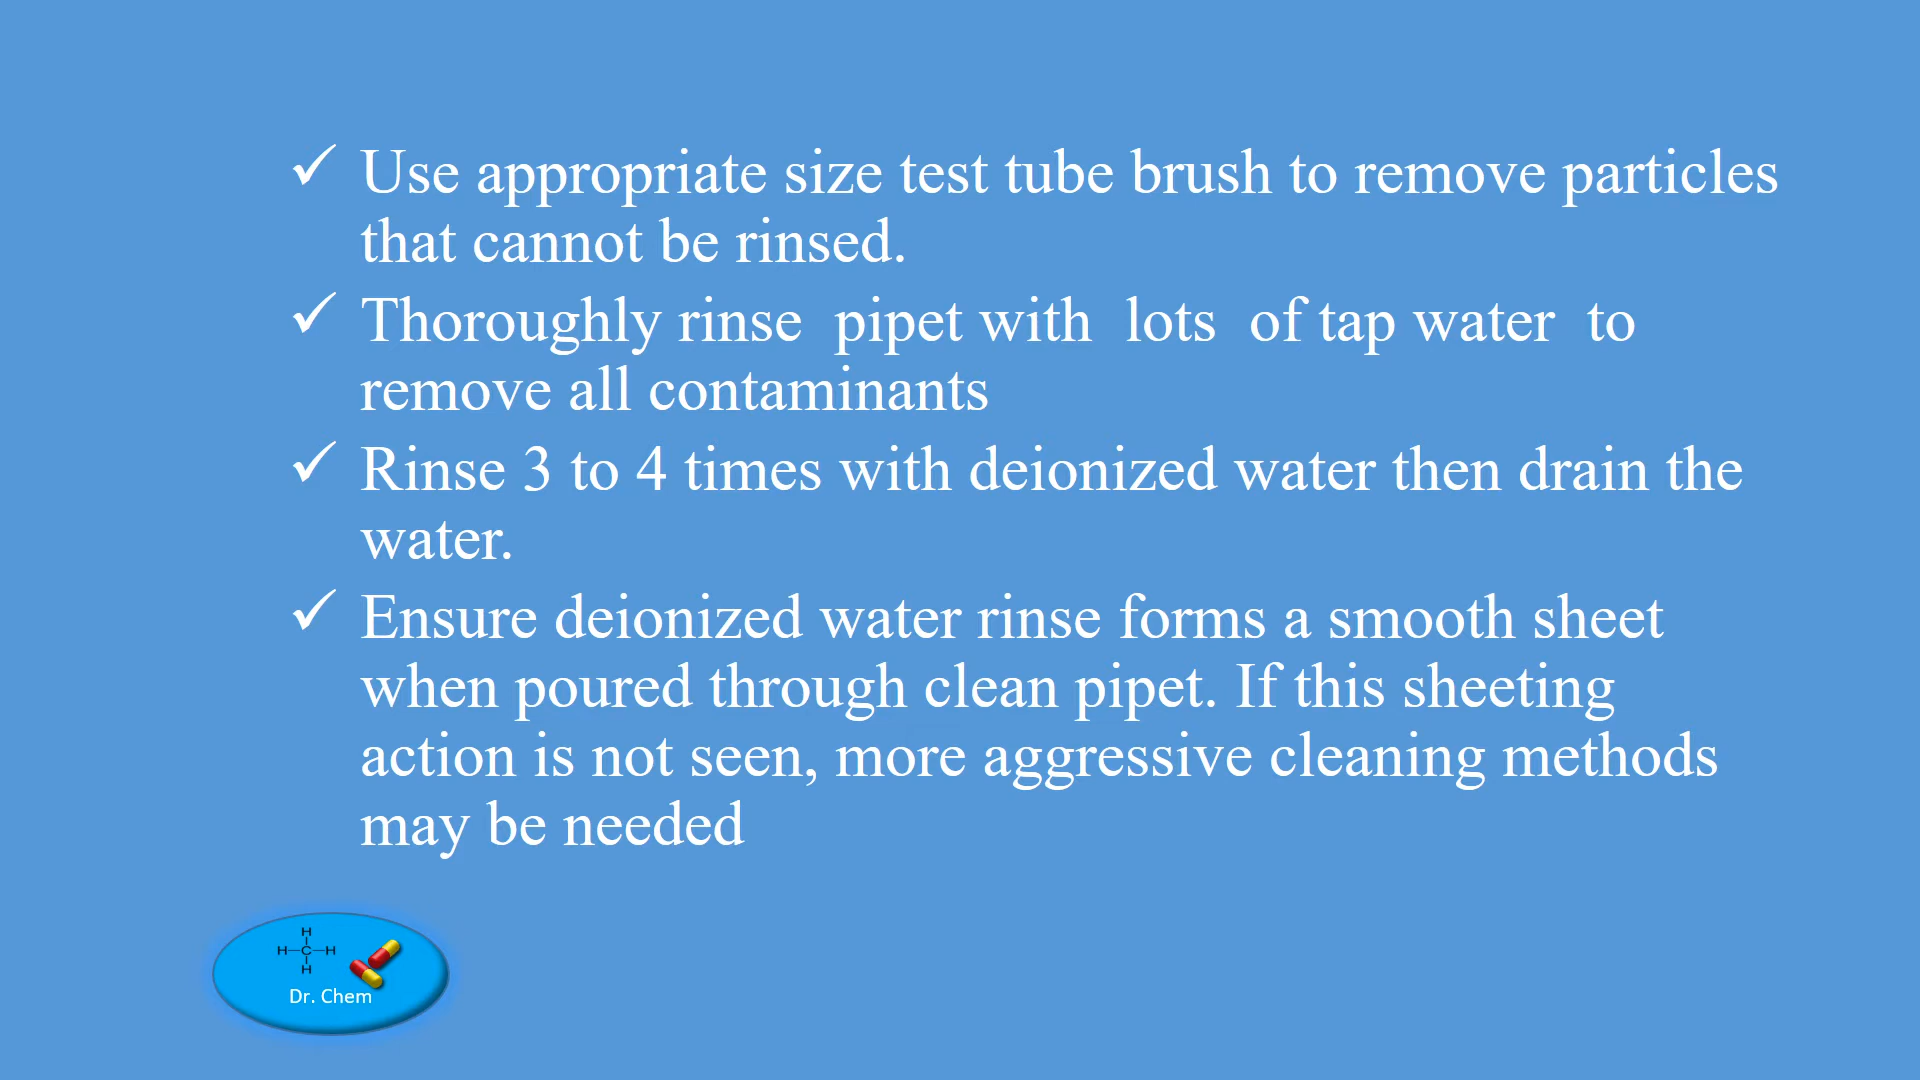 ✓ Use appropriate size test tube brush to remove particles
that cannot be rinsed.
✓ Thoroughly rinse  pipet with  lots  of tap water  to
remove all contaminants
✓ Rinse 3 to 4 times with deionized water then drain the
water.
✓ Ensure deionized water rinse forms a smooth sheet
when poured through clean pipet. If this sheeting
action is not seen, more aggressive cleaning methods
may be needed
H
H—C—H
H
Dr. Chem